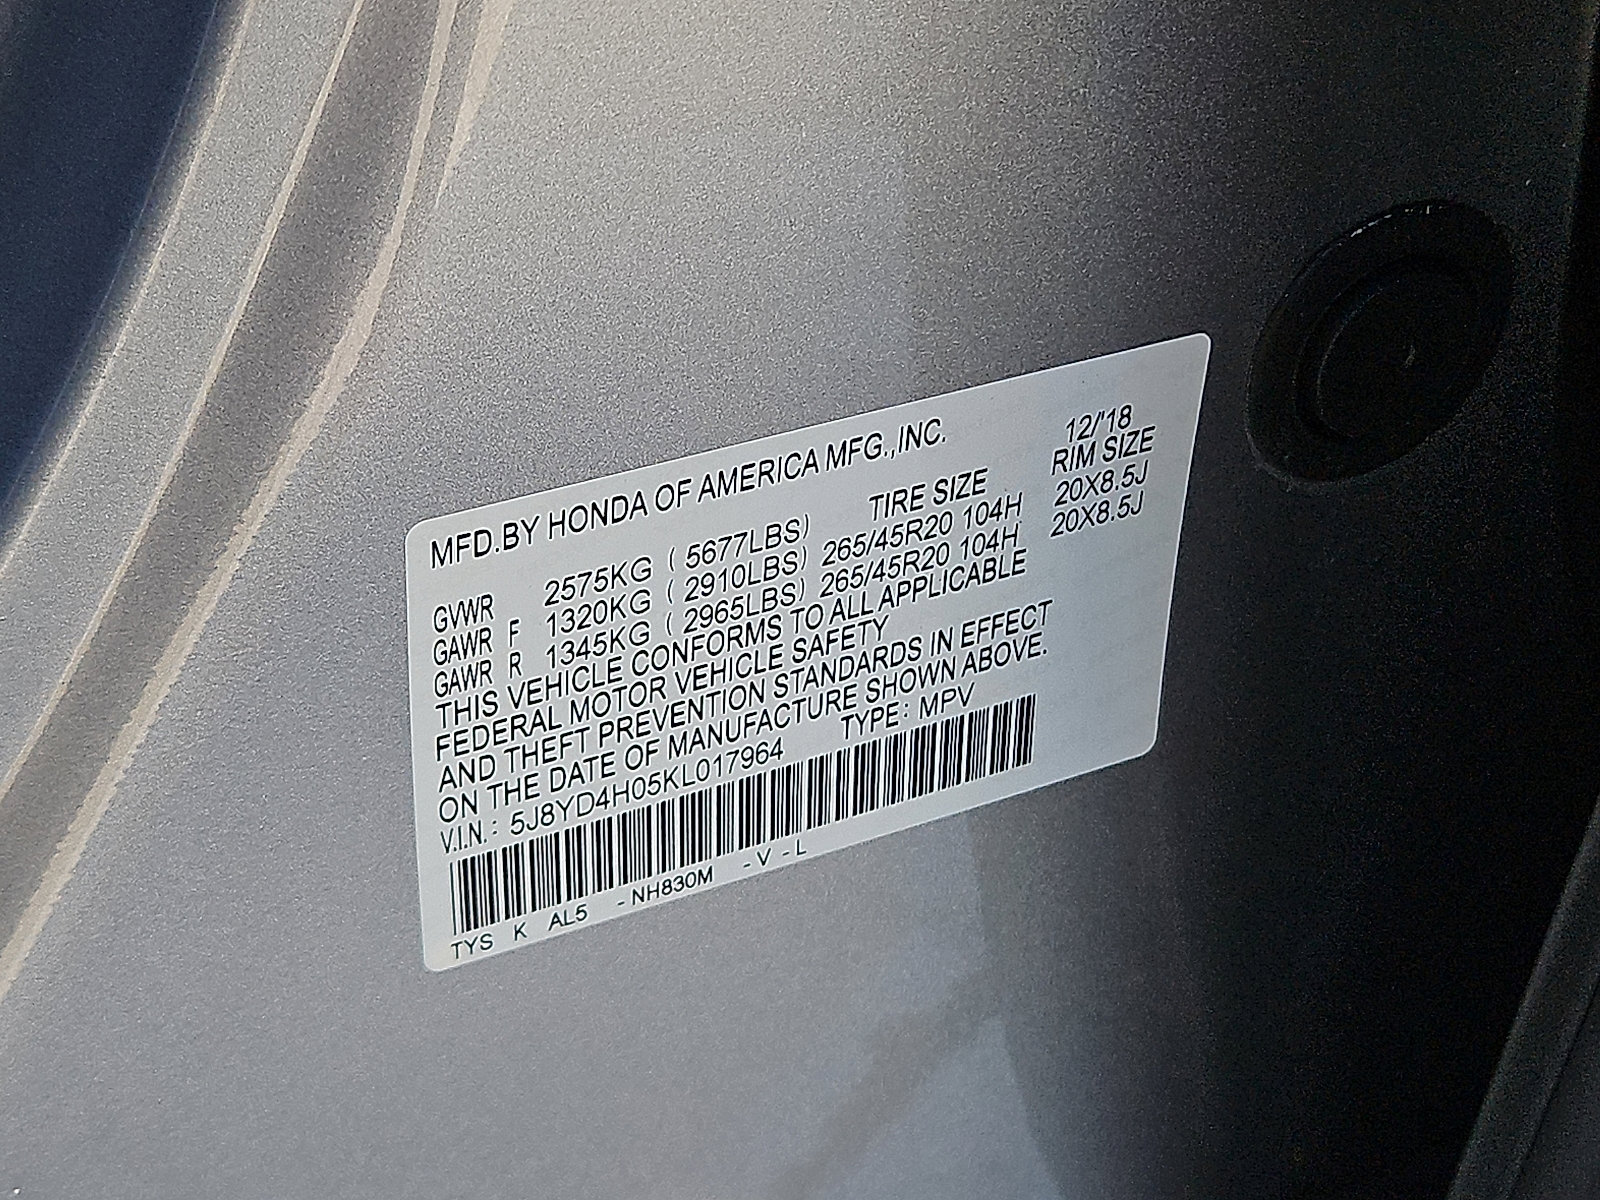 MFD.BY HONDA OF AMERICA MFG.,INC. 12/'18
TIRE SIZE RIM SIZE
GVWR 2575KG ( 5677LBS)
GAWR F 1320KG ( 2910LBS) 265/45R20 104H 20X8.5J
GAWR R 1345KG ( 2965LBS) 265/45R20 104H 20X8.5J
THIS VEHICLE CONFORMS TO ALL APPLICABLE
FEDERAL MOTOR VEHICLE SAFETY
AND THEFT PREVENTION STANDARDS IN EFFECT
ON THE DATE OF MANUFACTURE SHOWN ABOVE.
V.I.N.: 5J8YD4H05KL017964 TYPE: MPV
TYS K AL5 -NH830M -V -L